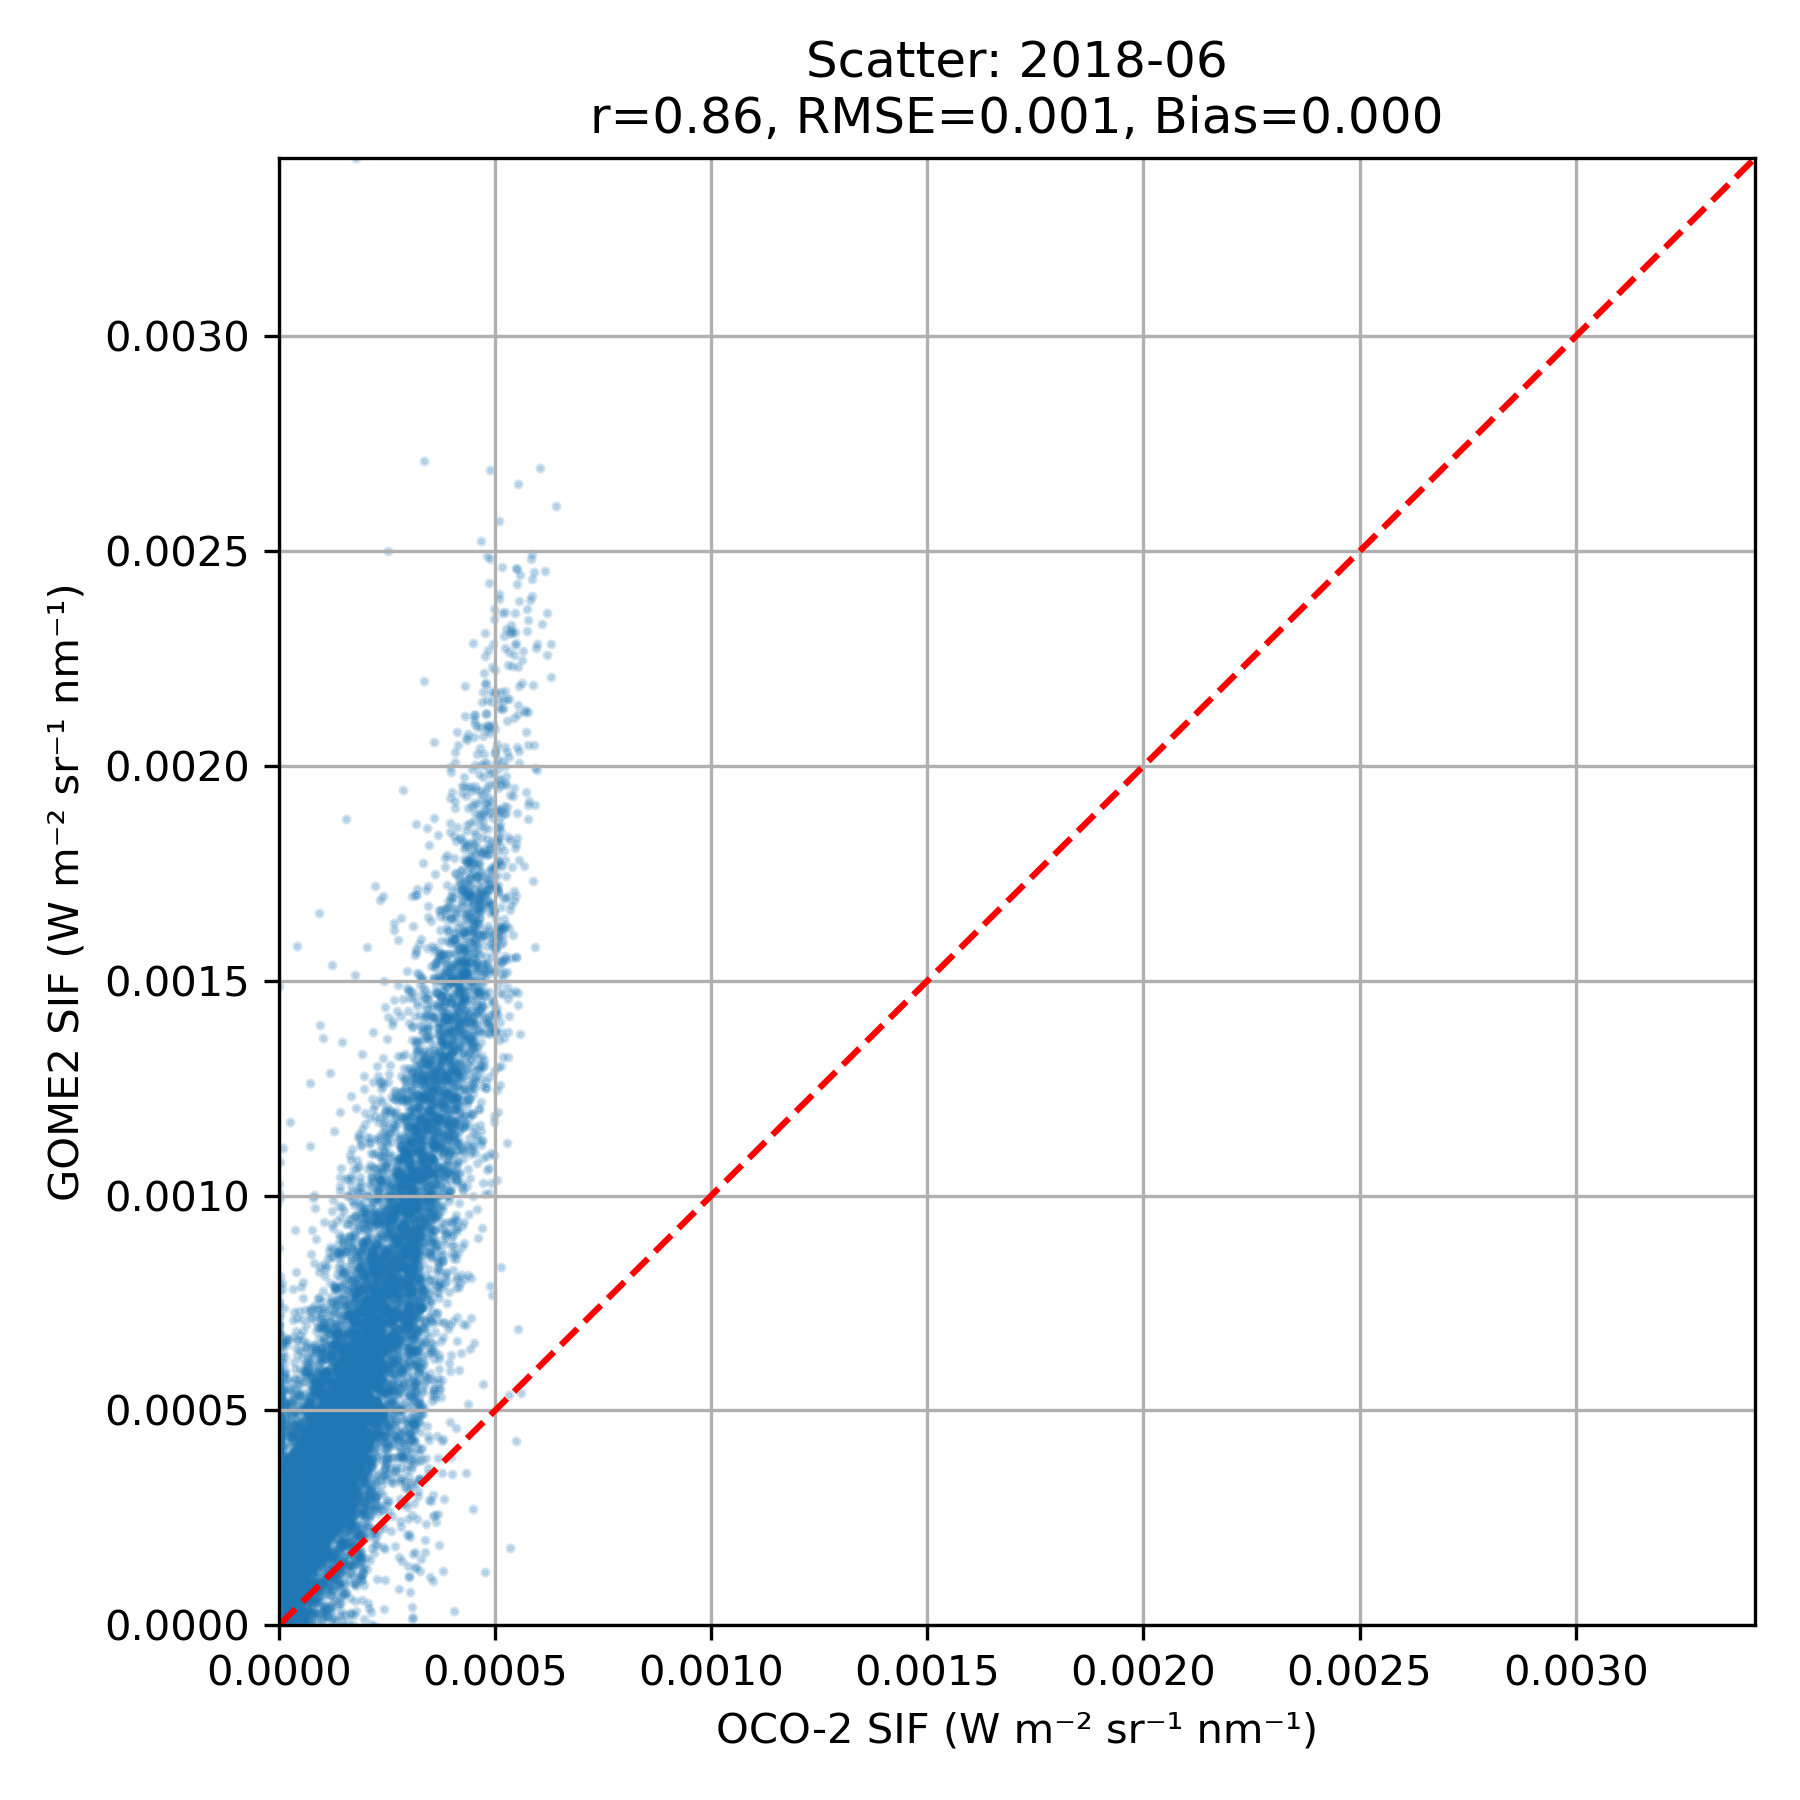 Scatter: 2018-06
r=0.86, RMSE=0.001, Bias=0.000
GOME2 SIF (W m⁻² sr⁻¹ nm⁻¹)
0.0030
0.0025
0.0020
0.0015
0.0010
0.0005
0.0000
0.0000 0.0005 0.0010 0.0015 0.0020 0.0025 0.0030
OCO-2 SIF (W m⁻² sr⁻¹ nm⁻¹)